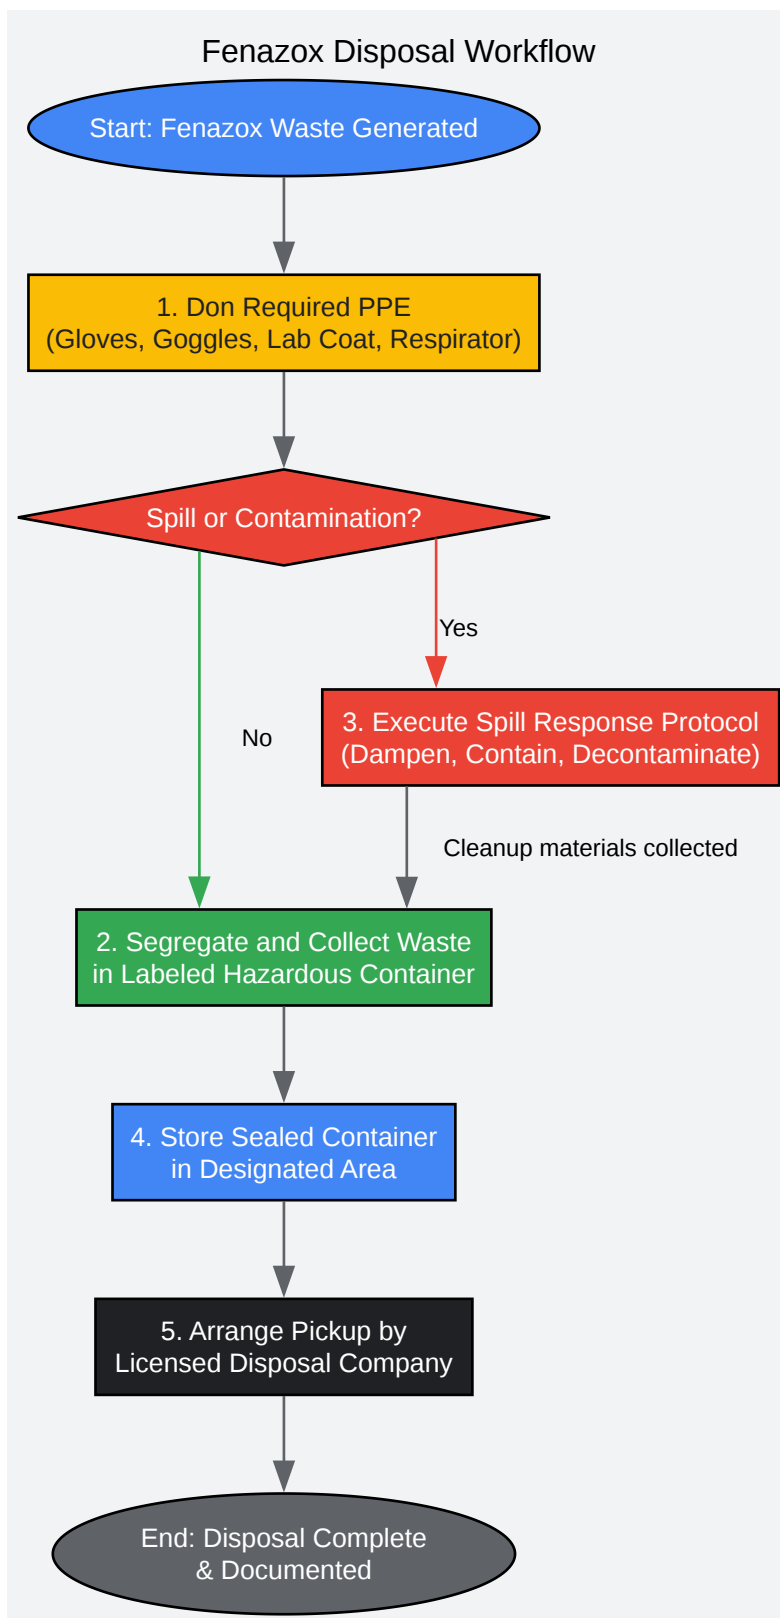 Fenazox Disposal Workflow
Start: Fenazox Waste Generated
1. Don Required PPE
(Gloves, Goggles, Lab Coat, Respirator)
Spill or Contamination?
Yes
3. Execute Spill Response Protocol
(Dampen, Contain, Decontaminate)
No
Cleanup materials collected
2. Segregate and Collect Waste
in Labeled Hazardous Container
4. Store Sealed Container
in Designated Area
5. Arrange Pickup by
Licensed Disposal Company
End: Disposal Complete
& Documented